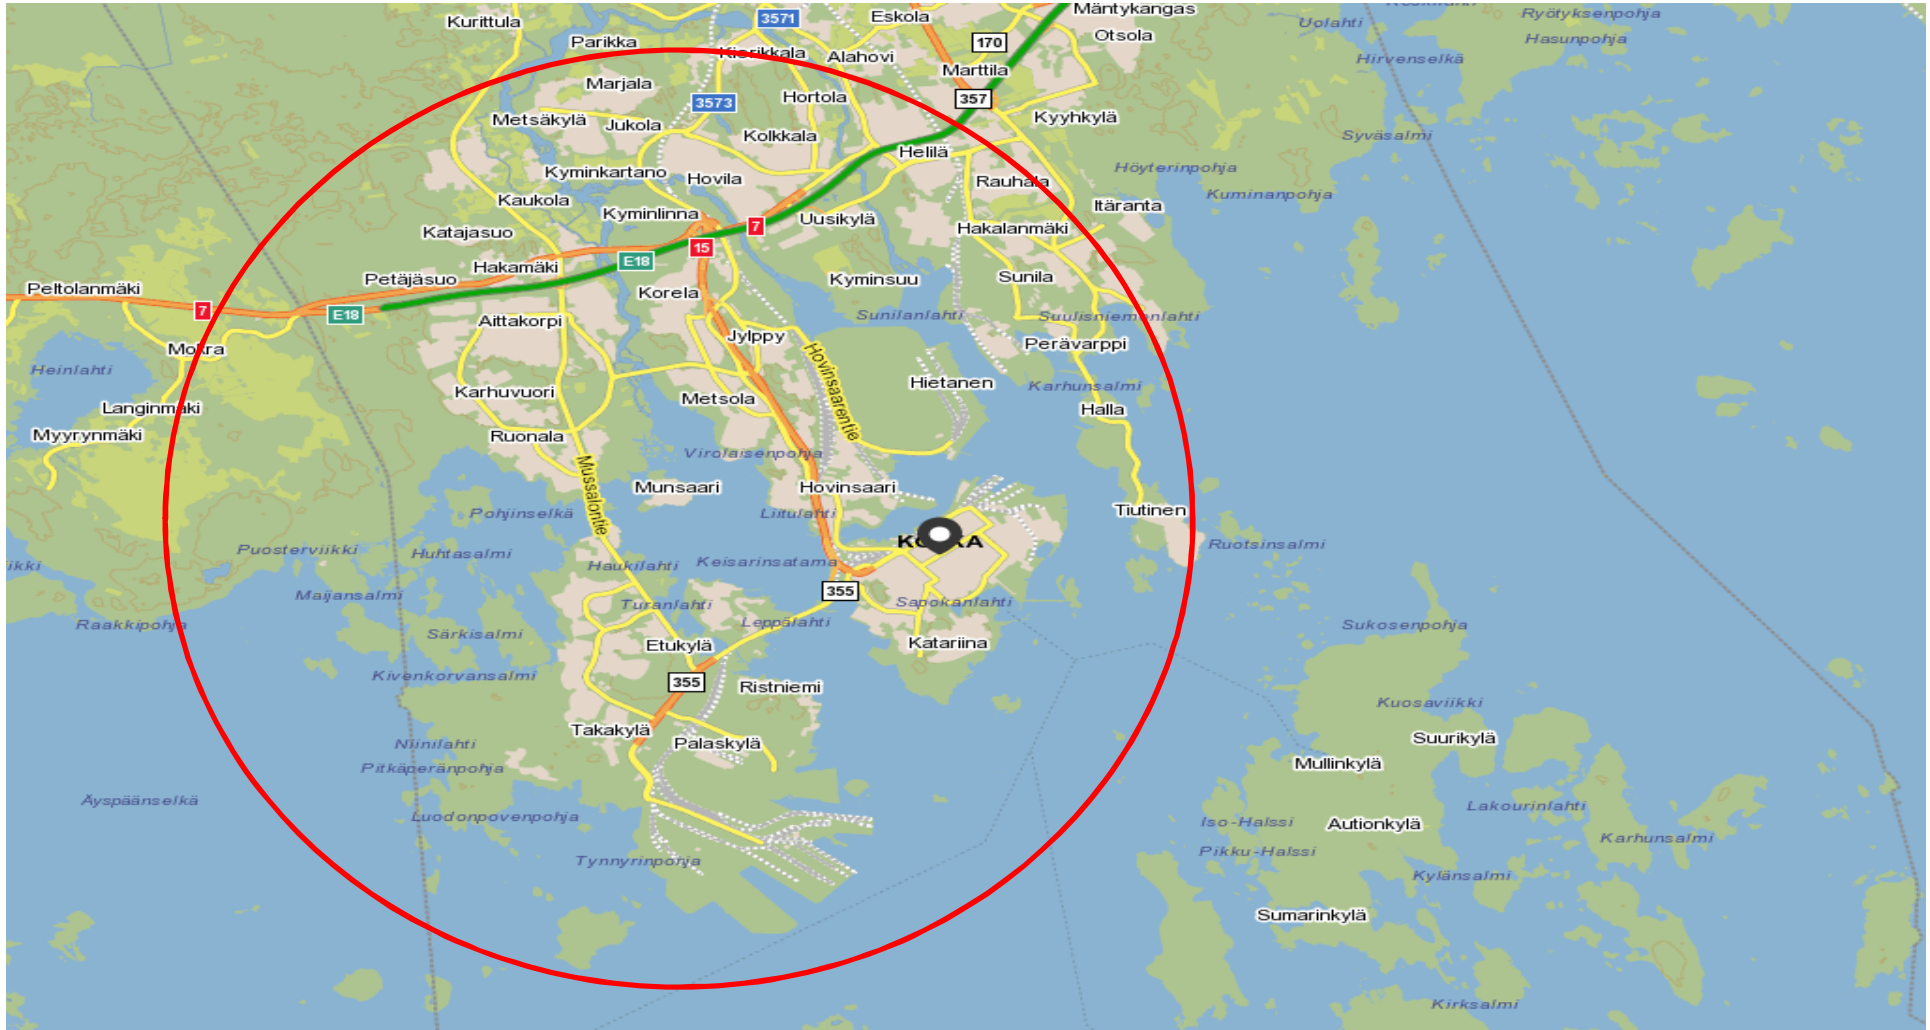 Mäntykangas
Ryötyksenpohja
Kurittula
3571
Eskola
Uolahti
Otsola
Hasunpohja
Parikka
170
Kierikkala
Alahovi
Hirvenselkä
Marttila
Marjala
Hortola
357
3573
Metsäkylä
Jukola
Kyyhkylä
Kolkkala
Syväsalmi
Helilä
Höyterinpohja
Kyminkartano
Hovila
Rauhala
Kuminanpohja
Kaukola
Itäranta
Kyminlinna
Uusikylä
7
Hakalanmäki
Katajasuo
15
E18
Hakamäki
Petäjäsuo
Kyminsuu
Sunila
Peltolanmäki
Korela
7
E18
Sunilanlahti
Suulisniemenlahti
Aittakorpi
Jylppy
Perävarppi
Mokra
Heinlahti
Hovinsaarentie
Hietanen
Karhunsalmi
Karhuvuori
Metsola
Langinmäki
Halla
Myyrynmäki
Ruonala
Virolaisenpohja
Mussalontie
Munsaari
Hovinsaari
Pohjinselkä
Liitulahti
Tiutinen
KOTKA
Ruotsinsalmi
Puosterviikki
Huhtasalmi
ikki
Haukilahti
Keisarinsatama
Maijansalmi
355
Turanlahti
Sapokanlahti
Raakkipohja
Leppälahti
Sukosenpohja
Särkisalmi
Etukylä
Katariina
Kivenkorvansalmi
355
Ristniemi
Kuosaviikki
Takakylä
Suurikylä
Niinilahti
Palaskylä
Mullinkylä
Pitkäperänpohja
Äyspäänselkä
Lakourinlahti
Luodonpovenpohja
Iso-Halssi
Autionkylä
Karhunsalmi
Pikku-Halssi
Tynnyrinpohja
Kylänsalmi
Sumarinkylä
Kirksalmi